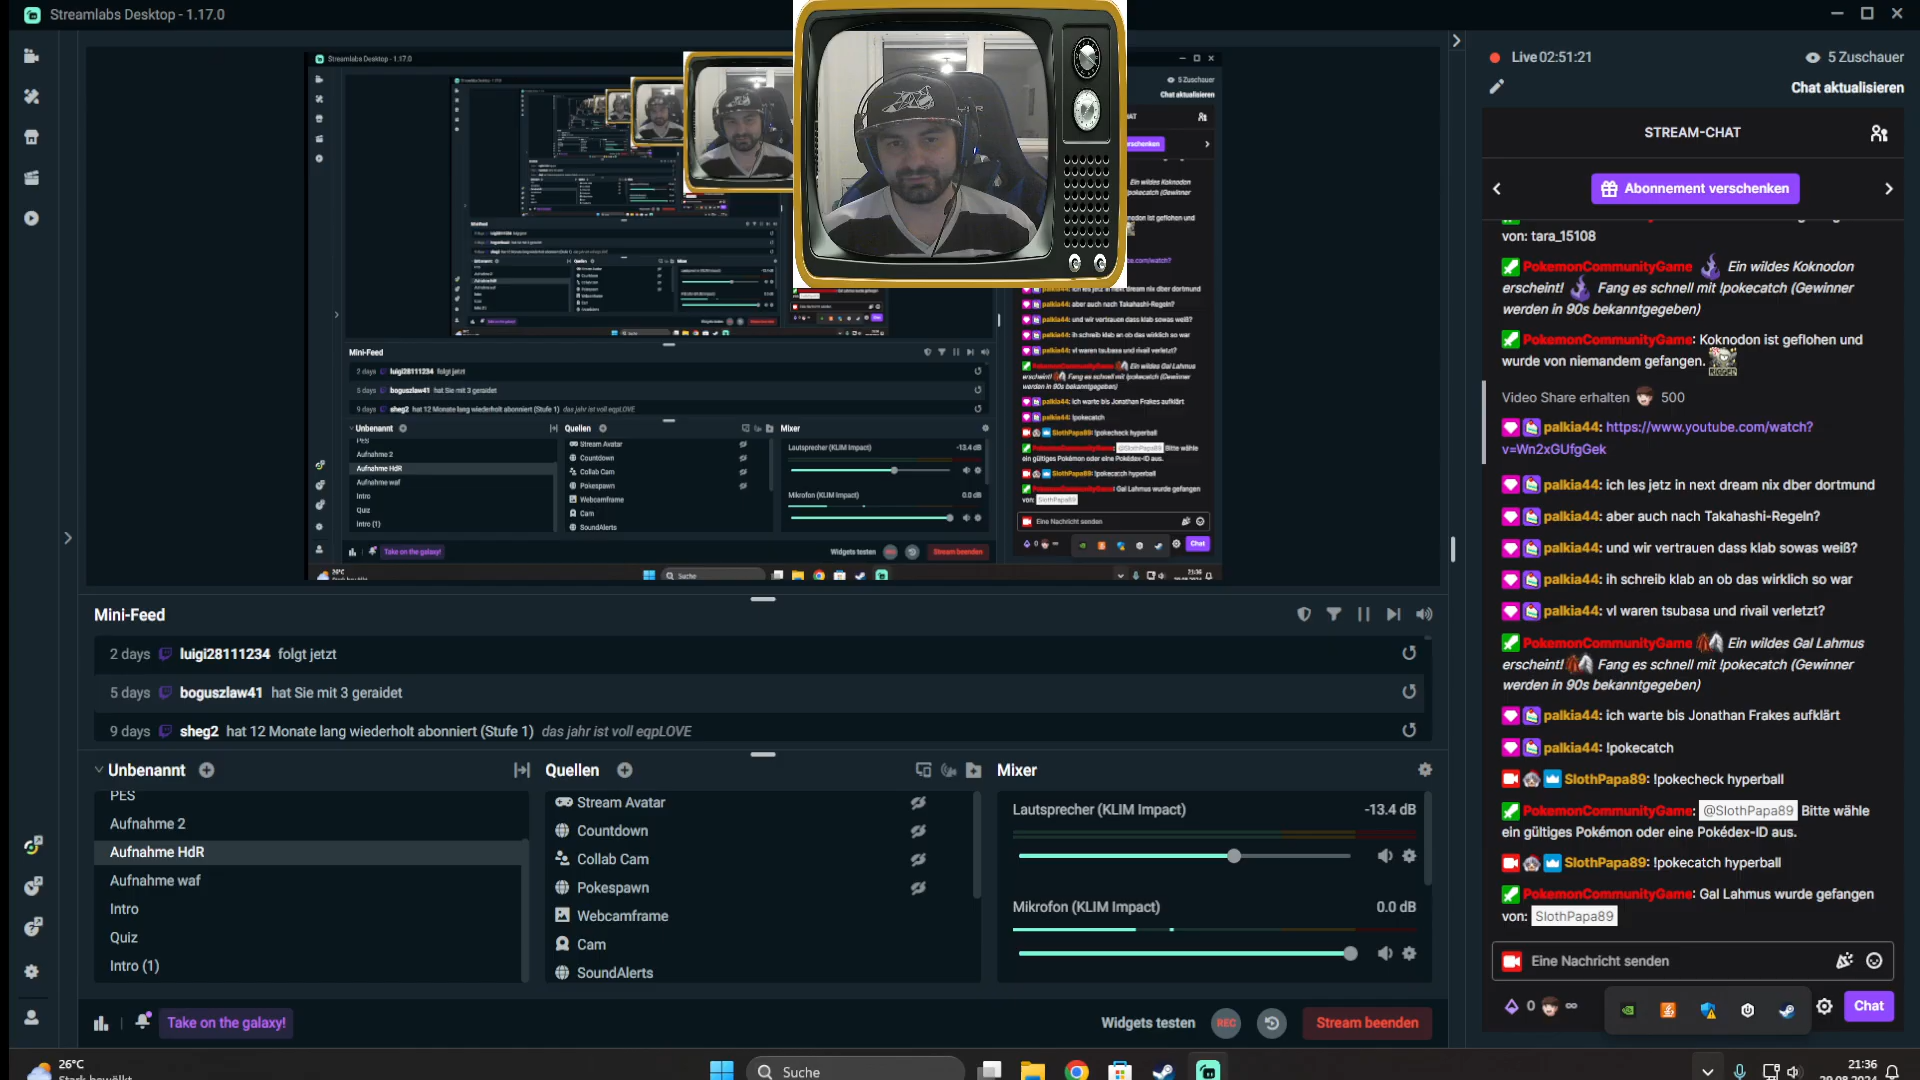 Streamlabs Desktop - 1.17.0
Live 02:51:21
5 Zuschauer
Chat aktualisieren
STREAM-CHAT
Abonnement verschenken
von: tara_15108
PokemonCommunityGame Ein wildes Koknodon
erscheint! Fang es schnell mit !pokecatch (Gewinner
werden in 90s bekanntgegeben)
PokemonCommunityGame: Koknodon ist geflohen und
wurde von niemandem gefangen.
Video Share erhalten 500
palkia44: https://www.youtube.com/watch?
v=Wn2xGUfgGek
palkia44: ich les jetz in next dream nix dber dortmund
palkia44: aber auch nach Takahashi-Regeln?
palkia44: und wir vertrauen dass klab sowas weiß?
palkia44: ih schreib klab an ob das wirklich so war
palkia44: vl waren tsubasa und rivail verletzt?
PokemonCommunityGame Ein wildes Gal Lahmus
erscheint! Fang es schnell mit !pokecatch (Gewinner
werden in 90s bekanntgegeben)
palkia44: ich warte bis Jonathan Frakes aufklärt
palkia44: !pokecatch
SlothPapa89: !pokecheck hyperball
PokemonCommunityGame: @SlothPapa89 Bitte wähle
ein gültiges Pokémon oder eine Pokédex-ID aus.
SlothPapa89: !pokecatch hyperball
PokemonCommunityGame: Gal Lahmus wurde gefangen
von: SlothPapa89
Eine Nachricht senden
0 ∞
Chat
Mini-Feed
2 days luigi28111234 folgt jetzt
5 days boguszlaw41 hat Sie mit 3 geraidet
9 days sheg2 hat 12 Monate lang wiederholt abonniert (Stufe 1) das jahr ist voll eqpLOVE
Unbenannt
PES
Aufnahme 2
Aufnahme HdR
Aufnahme waf
Intro
Quiz
Intro (1)
Quellen
Stream Avatar
Countdown
Collab Cam
Pokespawn
Webcamframe
Cam
SoundAlerts
Mixer
Lautsprecher (KLIM Impact) -13.4 dB
Mikrofon (KLIM Impact) 0.0 dB
Take on the galaxy!
Widgets testen
REC
Stream beenden
26°C
Stark bewölkt
Suche
21:36
29.08.2024